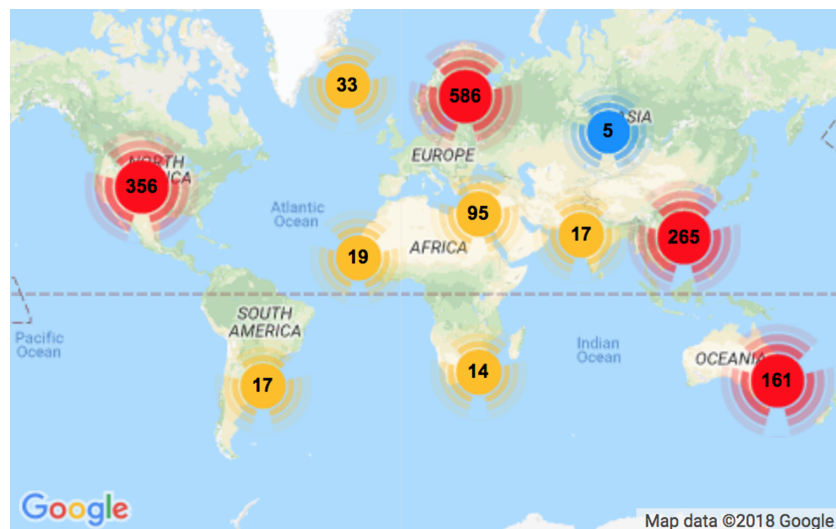 33
586
5
ASIA
EUROPE
NORTH
AMERICA
356
Atlantic
Ocean
95
17
265
19
AFRICA
SOUTH
AMERICA
Pacific
Ocean
Indian
Ocean
OCEANIA
17
14
161
Google
Map data ©2018 Google